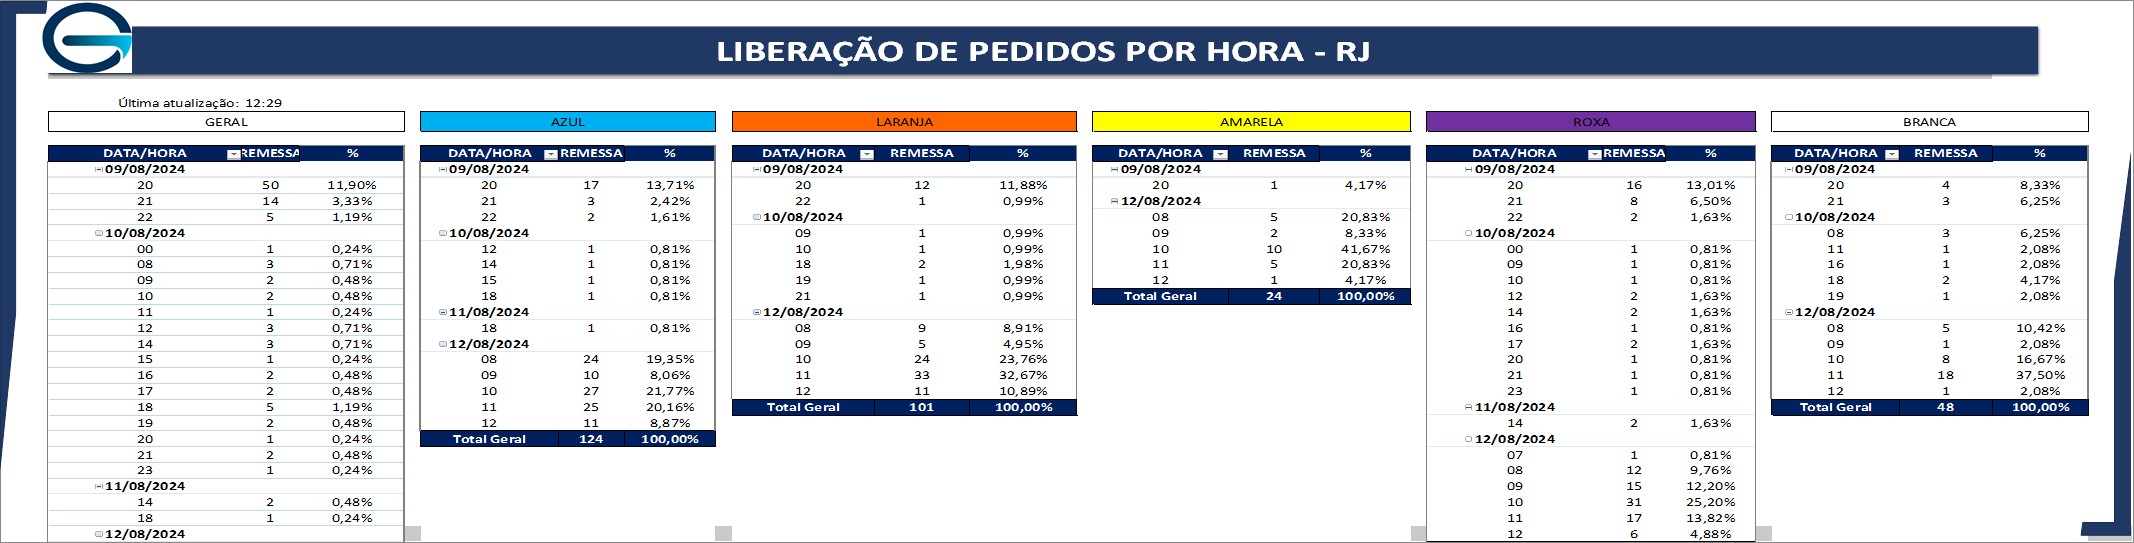 LIBERAÇÃO DE PEDIDOS POR HORA - RJ
Última atualização: 12:29
GERAL
DATA/HORA REMESSA %
09/08/2024
20 50 11,90%
21 14 3,33%
22 5 1,19%
10/08/2024
00 1 0,24%
08 3 0,71%
09 2 0,48%
10 2 0,48%
11 1 0,24%
12 3 0,71%
14 3 0,71%
15 1 0,24%
16 2 0,48%
17 2 0,48%
18 5 1,19%
19 2 0,48%
20 1 0,24%
21 2 0,48%
23 1 0,24%
11/08/2024
14 2 0,48%
18 1 0,24%
12/08/2024
AZUL
DATA/HORA REMESSA %
09/08/2024
20 17 13,71%
21 3 2,42%
22 2 1,61%
10/08/2024
12 1 0,81%
14 1 0,81%
15 1 0,81%
18 1 0,81%
11/08/2024
18 1 0,81%
12/08/2024
08 24 19,35%
09 10 8,06%
10 27 21,77%
11 25 20,16%
12 11 8,87%
Total Geral 124 100,00%
LARANJA
DATA/HORA REMESSA %
09/08/2024
20 12 11,88%
22 1 0,99%
10/08/2024
09 1 0,99%
10 1 0,99%
18 2 1,98%
19 1 0,99%
21 1 0,99%
12/08/2024
08 9 8,91%
09 5 4,95%
10 24 23,76%
11 33 32,67%
12 11 10,89%
Total Geral 101 100,00%
AMARELA
DATA/HORA REMESSA %
09/08/2024
20 1 4,17%
12/08/2024
08 5 20,83%
09 2 8,33%
10 10 41,67%
11 5 20,83%
12 1 4,17%
Total Geral 24 100,00%
ROXA
DATA/HORA REMESSA %
09/08/2024
20 16 13,01%
21 8 6,50%
22 2 1,63%
10/08/2024
00 1 0,81%
09 1 0,81%
10 1 0,81%
12 2 1,63%
14 2 1,63%
16 1 0,81%
17 2 1,63%
20 1 0,81%
21 1 0,81%
23 1 0,81%
11/08/2024
14 2 1,63%
12/08/2024
07 1 0,81%
08 12 9,76%
09 15 12,20%
10 31 25,20%
11 17 13,82%
12 6 4,88%
BRANCA
DATA/HORA REMESSA %
09/08/2024
20 4 8,33%
21 3 6,25%
10/08/2024
08 3 6,25%
11 1 2,08%
16 1 2,08%
18 2 4,17%
19 1 2,08%
12/08/2024
08 5 10,42%
09 1 2,08%
10 8 16,67%
11 18 37,50%
12 1 2,08%
Total Geral 48 100,00%